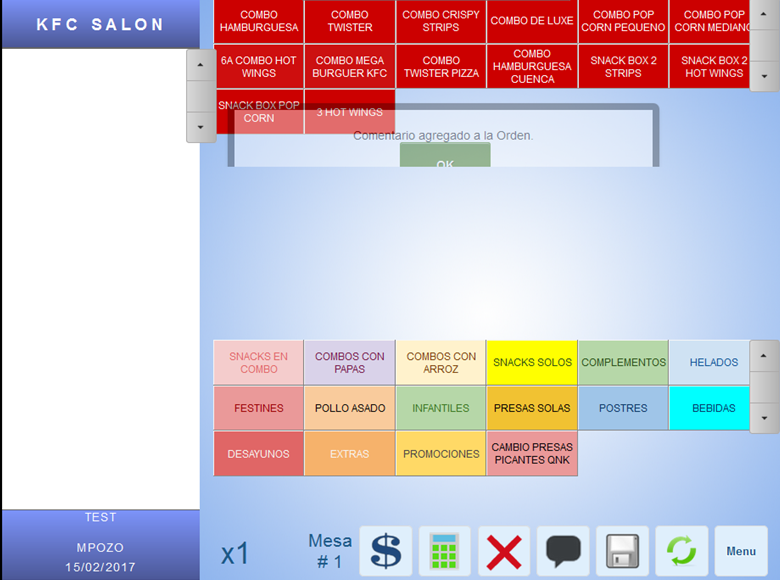 KFC SALON
COMBO
HAMBURGUESA
COMBO
TWISTER
COMBO CRISPY
STRIPS
COMBO DE LUXE
COMBO POP
CORN PEQUENO
COMBO POP
CORN MEDIANO
6A COMBO HOT
WINGS
COMBO MEGA
BURGUER KFC
COMBO
TWISTER PIZZA
COMBO
HAMBURGUESA
CUENCA
SNACK BOX 2
STRIPS
SNACK BOX 2
HOT WINGS
SNACK BOX POP
CORN
3 HOT WINGS
Comentario agregado a la Orden.
OK
SNACKS EN
COMBO
COMBOS CON
PAPAS
COMBOS CON
ARROZ
SNACKS SOLOS
COMPLEMENTOS
HELADOS
FESTINES
POLLO ASADO
INFANTILES
PRESAS SOLAS
POSTRES
BEBIDAS
DESAYUNOS
EXTRAS
PROMOCIONES
CAMBIO PRESAS
PICANTES QNK
TEST
MPOZO
15/02/2017
x1
Mesa
# 1
$
Menu